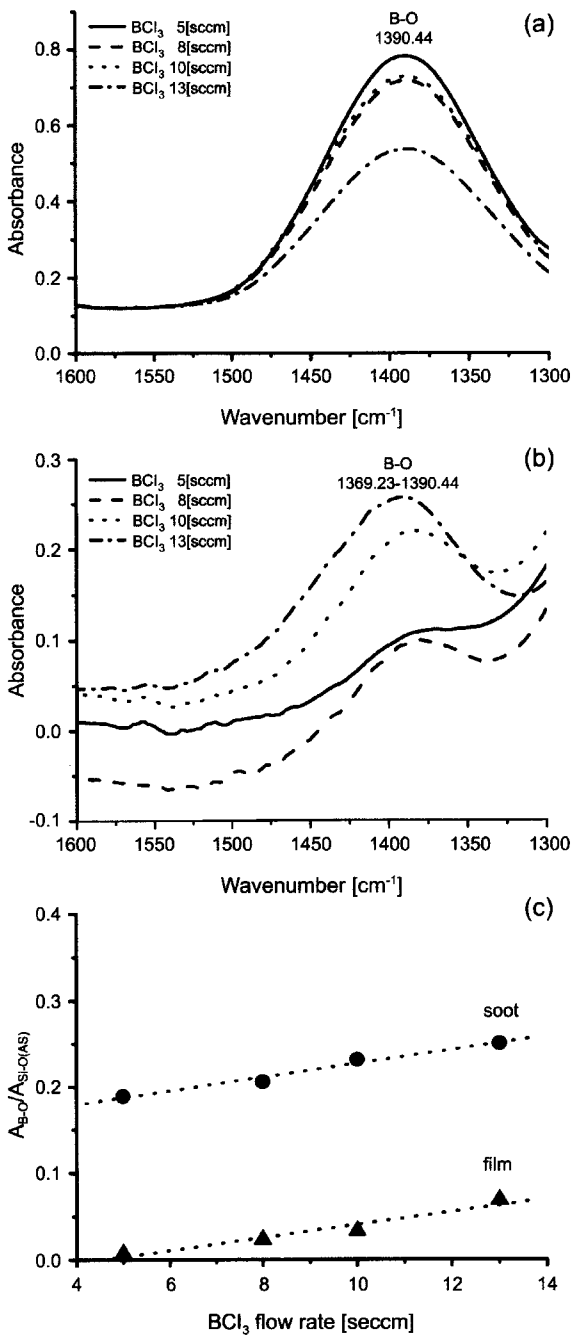 B-O
(a)
1390.44
BCl₃ 5[sccm]
BCl₃ 8[sccm]
BCl₃ 10[sccm]
BCl₃ 13[sccm]
0.8
0.6
0.4
0.2
0.0
Absorbance
1600 1550 1500 1450 1400 1350 1300
Wavenumber [cm⁻¹]
B-O
(b)
1369.23-1390.44
BCl₃ 5[sccm]
BCl₃ 8[sccm]
BCl₃ 10[sccm]
BCl₃ 13[sccm]
0.3
0.2
0.1
0.0
-0.1
Absorbance
1600 1550 1500 1450 1400 1350 1300
Wavenumber [cm⁻¹]
(c)
0.4
0.3
0.2
0.1
0.0
A_B-O/A_Si-O(AS)
soot
film
4 6 8 10 12 14
BCl₃ flow rate [seccm]